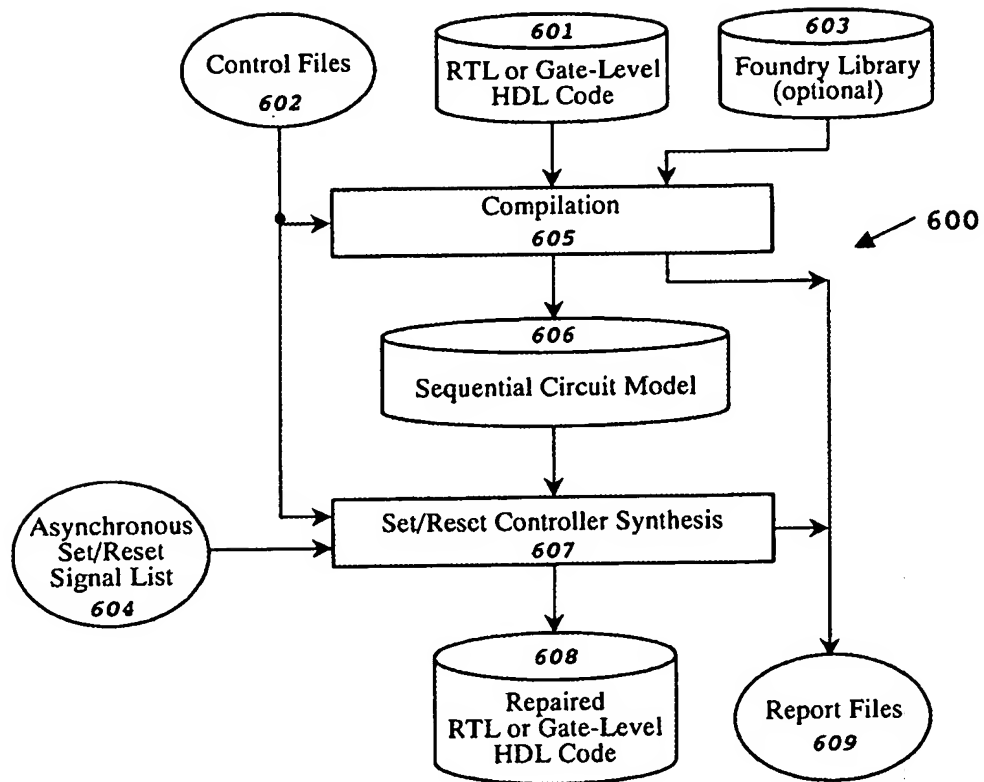 Control Files
602
601
RTL or Gate-Level
HDL Code
603
Foundry Library
(optional)
Compilation
605
600
606
Sequential Circuit Model
Asynchronous
Set/Reset
Signal List
604
Set/Reset Controller Synthesis
607
608
Repaired
RTL or Gate-Level
HDL Code
Report Files
609